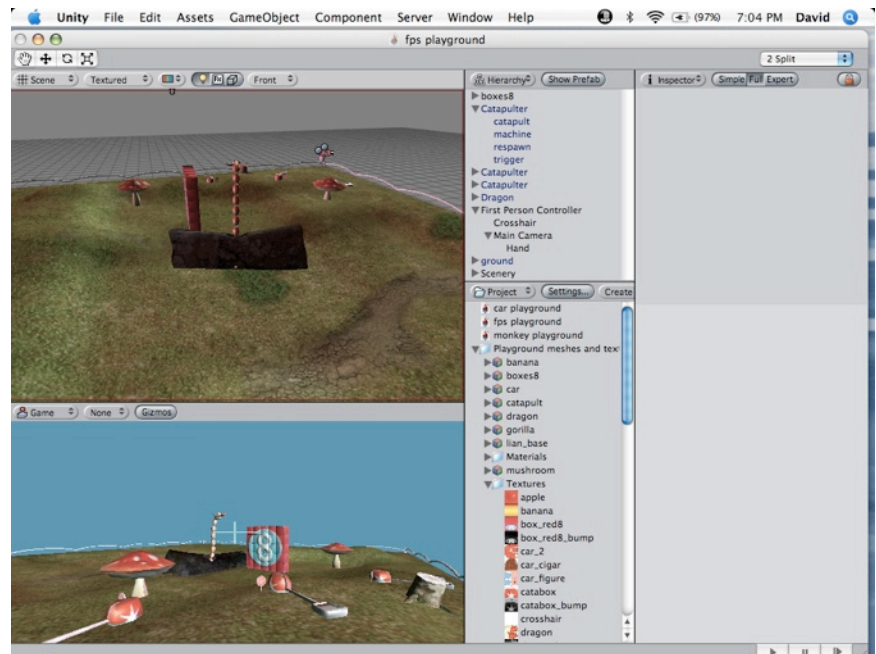 Unity File Edit Assets GameObject Component Server Window Help (97%) 7:04 PM David
fps playground
2 Split
Scene Textured Front
Hierarchy Show Prefab
Inspector Simple Full Expert
boxes8
Catapulter
catapult
machine
respawn
trigger
Catapulter
Catapulter
Dragon
First Person Controller
Crosshair
Main Camera
Hand
ground
Scenery
Project Settings... Create
car playground
fps playground
monkey playground
Playground meshes and text
banana
boxes8
car
catapult
dragon
gorilla
lian_base
Materials
mushroom
Textures
apple
banana
box_red8
box_red8_bump
car_2
car_cigar
car_figure
catabox
catabox_bump
crosshair
dragon
Game None Gizmos
8